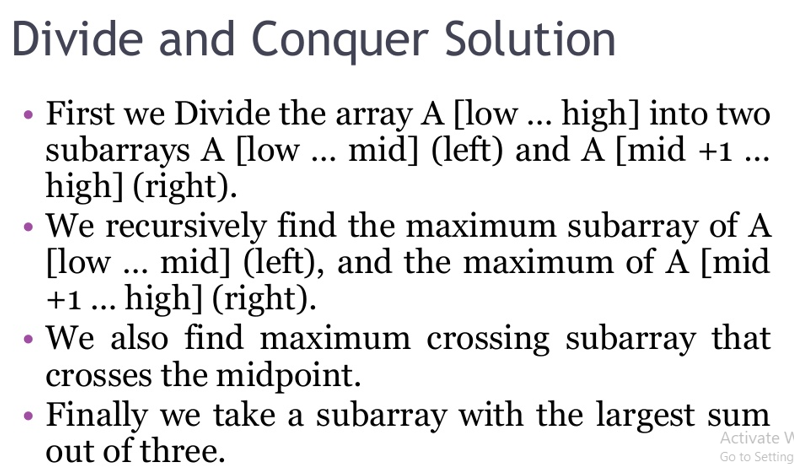 Divide and Conquer Solution
• First we Divide the array A [low ... high] into two
subarrays A [low ... mid] (left) and A [mid +1 ...
high] (right).
• We recursively find the maximum subarray of A
[low ... mid] (left), and the maximum of A [mid
+1 ... high] (right).
• We also find maximum crossing subarray that
crosses the midpoint.
• Finally we take a subarray with the largest sum
out of three.
Activate W
Go to Setting